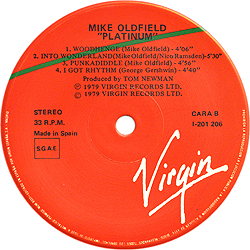 MIKE OLDFIELD
"PLATINUM"
1. WOODHENGE (Mike Oldfield) - 4'06"
2. INTO WONDERLAND (Mike Oldfield/Nico Ramsden) 5'30"
3. PUNKADIDDLE (Mike Oldfield) - 4'56"
4. I GOT RHYTHM (George Gershwin) - 4'40"
Produced by TOM NEWMAN
℗ 1979 VIRGIN RECORDS LTD.
© 1979 VIRGIN RECORDS LTD.
STEREO
33 R.P.M.
Made in Spain
CARA B
1-201 206
SGAE
Virgin